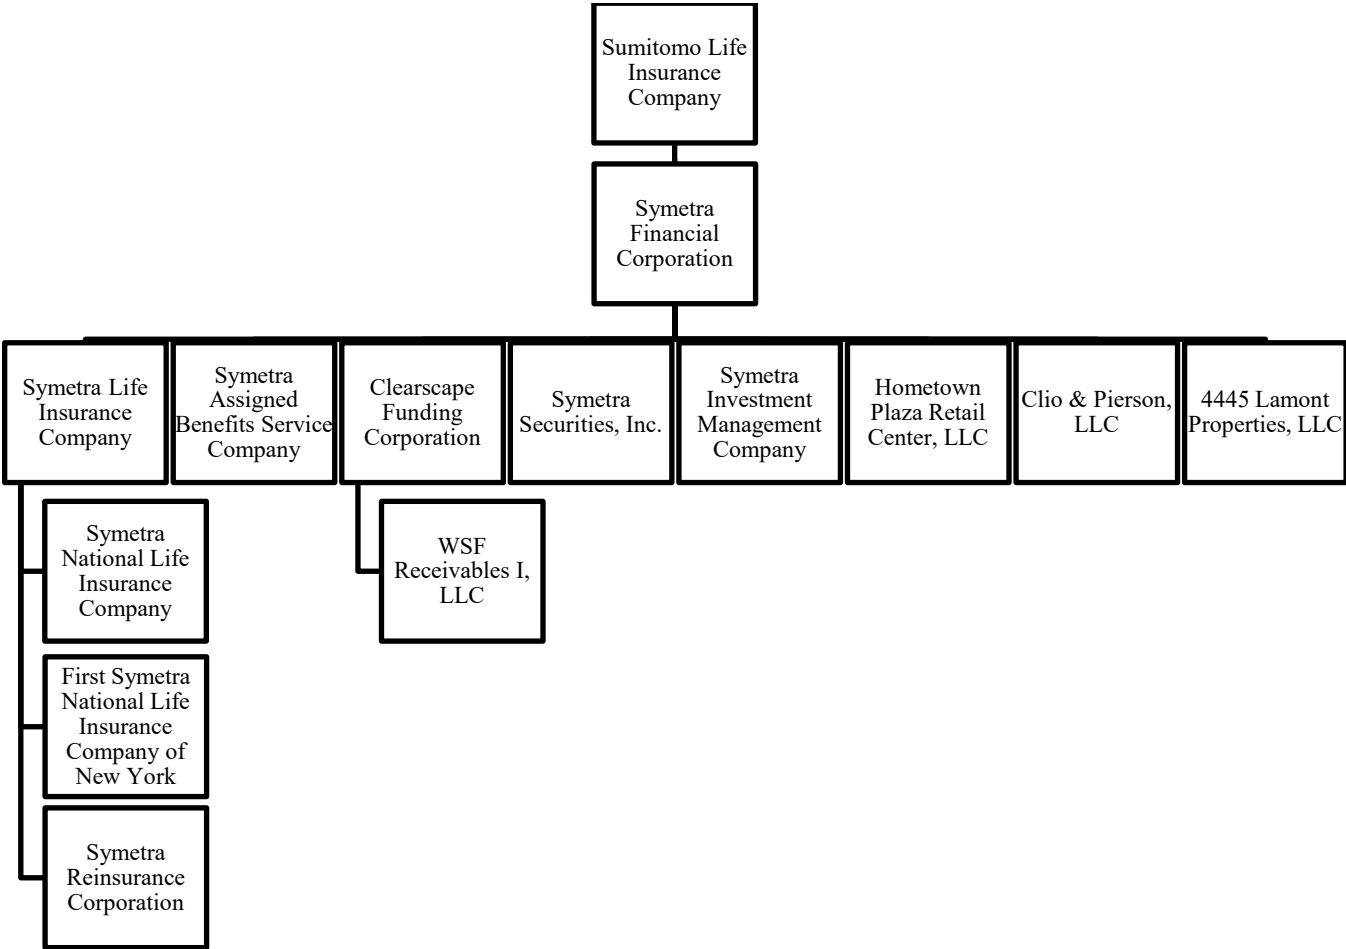 Sumitomo Life
Insurance
Company
Symetra
Financial
Corporation
Symetra Life
Insurance
Company
Symetra
Assigned
Benefits Service
Company
Clearscape
Funding
Corporation
Symetra
Securities, Inc.
Symetra
Investment
Management
Company
Hometown
Plaza Retail
Center, LLC
Clio & Pierson,
LLC
4445 Lamont
Properties, LLC
Symetra
National Life
Insurance
Company
WSF
Receivables I,
LLC
First Symetra
National Life
Insurance
Company of
New York
Symetra
Reinsurance
Corporation